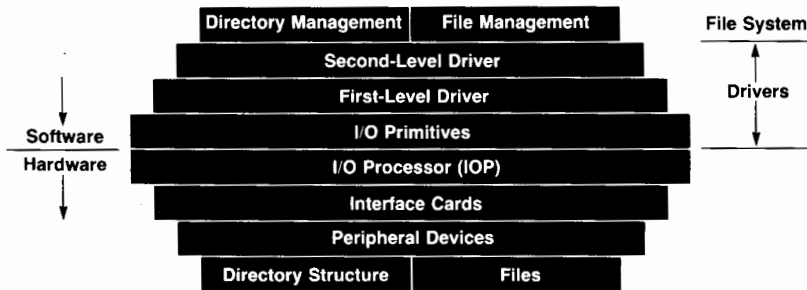 Directory Management
File Management
File System
Second-Level Driver
First-Level Driver
Drivers
I/O Primitives
Software
Hardware
I/O Processor (IOP)
Interface Cards
Peripheral Devices
Directory Structure
Files